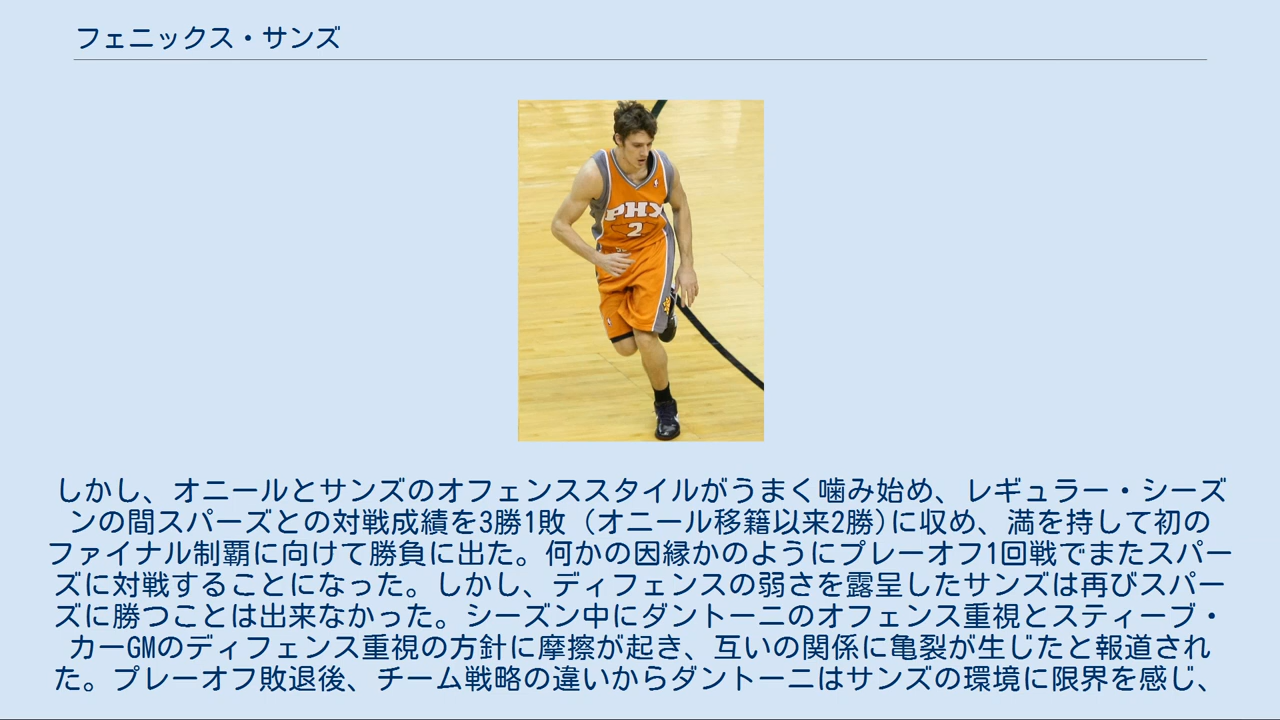 フェニックス・サンズ
PHX
2
しかし、オニールとサンズのオフェンススタイルがうまく噛み始め、レギュラー・シーズ
ンの間スパーズとの対戦成績を3勝1敗 (オニール移籍以来2勝)に収め、満を持して初の
ファイナル制覇に向けて勝負に出た。何かの因縁かのようにプレーオフ1回戦でまたスパー
ズに対戦することになった。しかし、ディフェンスの弱さを露呈したサンズは再びスパー
ズに勝つことは出来なかった。シーズン中にダントーニのオフェンス重視とスティーブ・
カーGMのディフェンス重視の方針に摩擦が起き、互いの関係に亀裂が生じたと報道され
た。プレーオフ敗退後、チーム戦略の違いからダントーニはサンズの環境に限界を感じ、